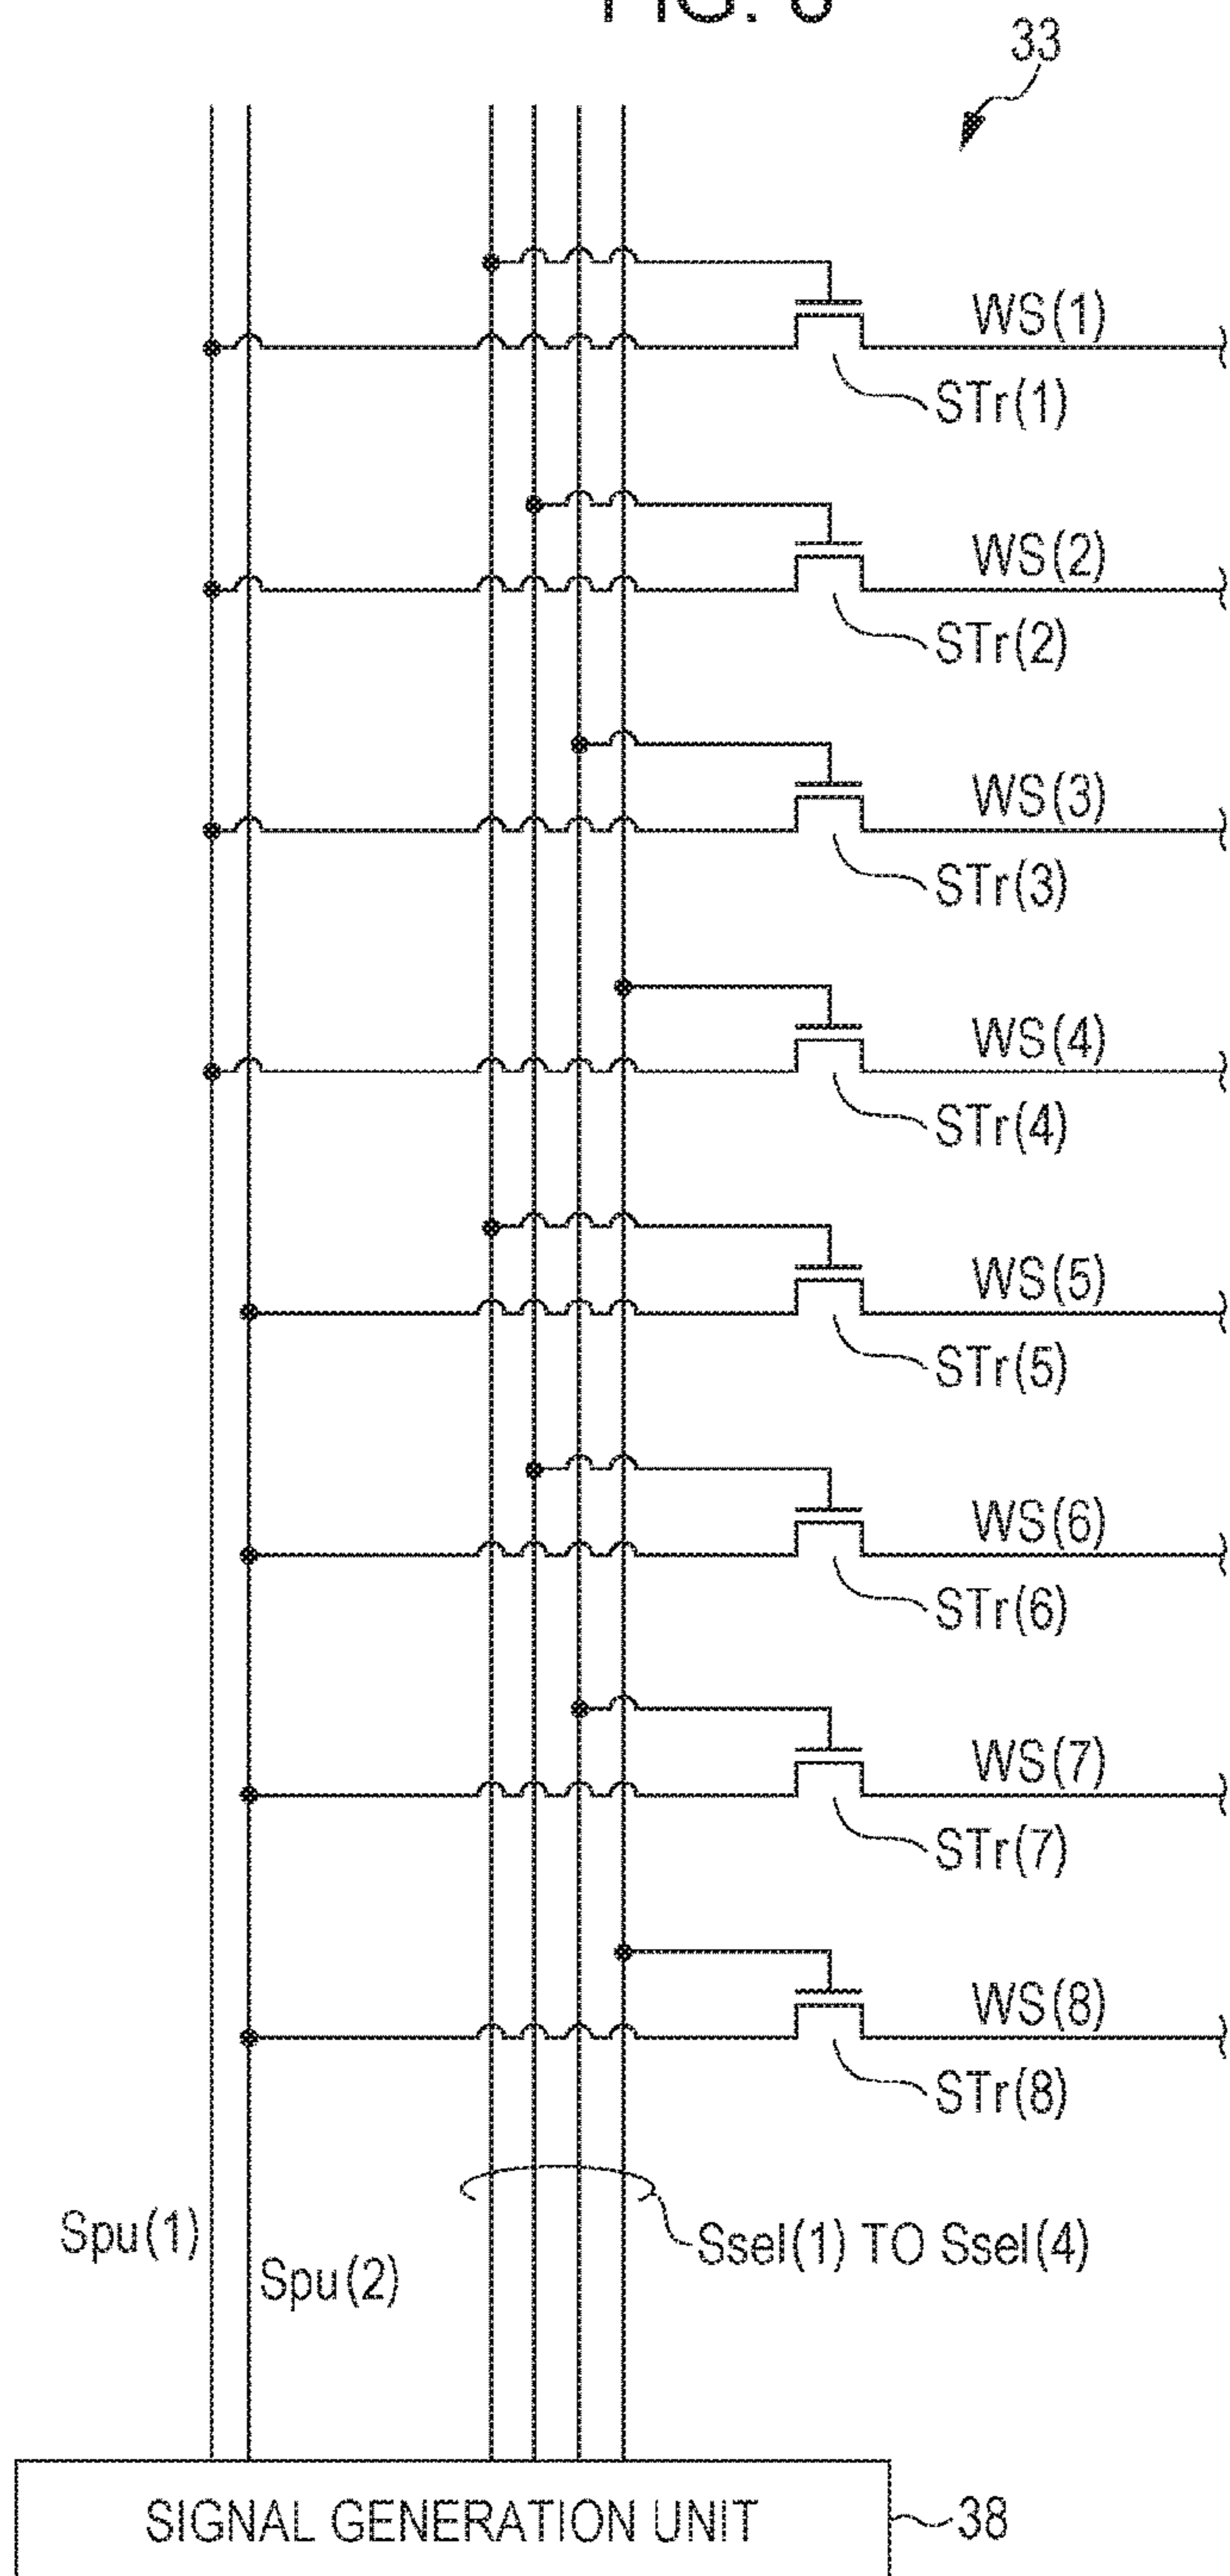 FIG.
33
WS(1)
STr(1)
WS(2)
STr(2)
WS(3)
STr(3)
WS(4)
STr(4)
WS(5)
STr(5)
WS(6)
STr(6)
WS(7)
STr(7)
WS(8)
STr(8)
Spu(1)
Spu(2)
Ssel(1) TO Ssel(4)
SIGNAL GENERATION UNIT
38